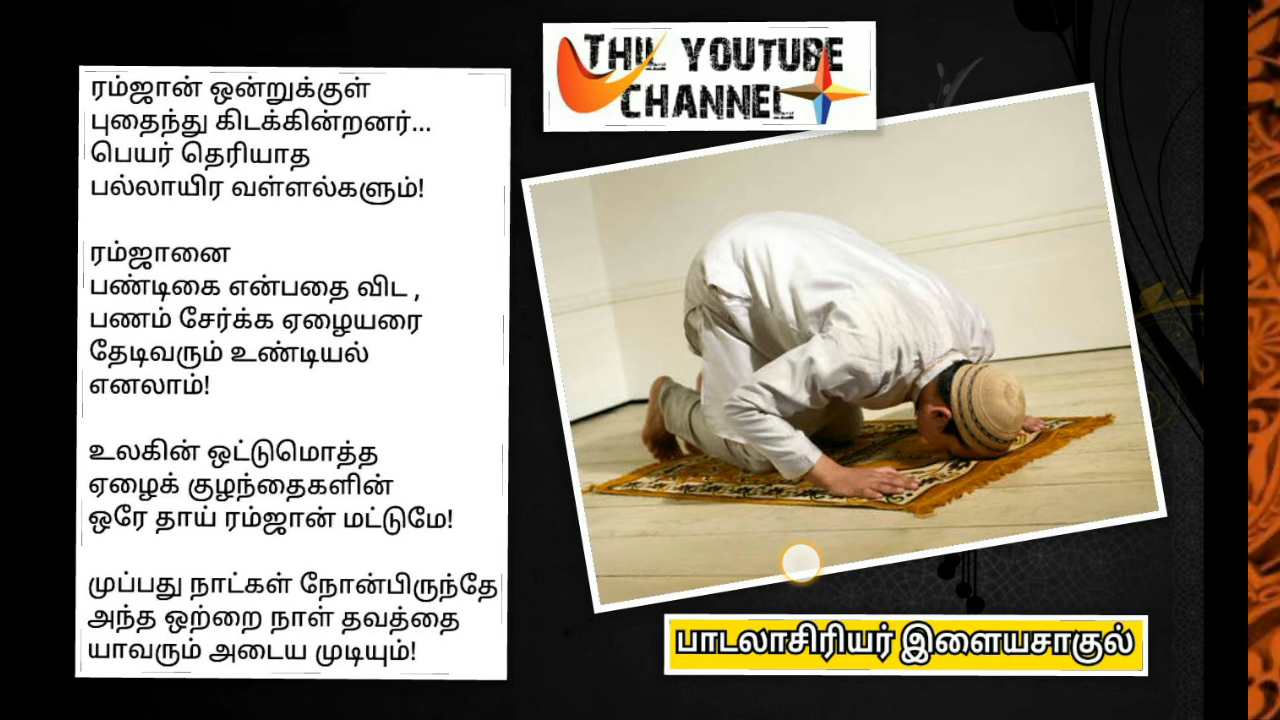 THIL YOUTUBE
CHANNEL
ரம்ஜான் ஒன்றுக்குள்
புதைந்து கிடக்கின்றனர்...
பெயர் தெரியாத
பல்லாயிர வள்ளல்களும்!
ரம்ஜானை
பண்டிகை என்பதை விட ,
பணம் சேர்க்க ஏழையரை
தேடிவரும் உண்டியல்
எனலாம்!
உலகின் ஒட்டுமொத்த
ஏழைக் குழந்தைகளின்
ஒரே தாய் ரம்ஜான் மட்டுமே!
முப்பது நாட்கள் நோன்பிருந்தே
அந்த ஒற்றை நாள் தவத்தை
யாவரும் அடைய முடியும்!
பாடலாசிரியர் இளையசாகுல்